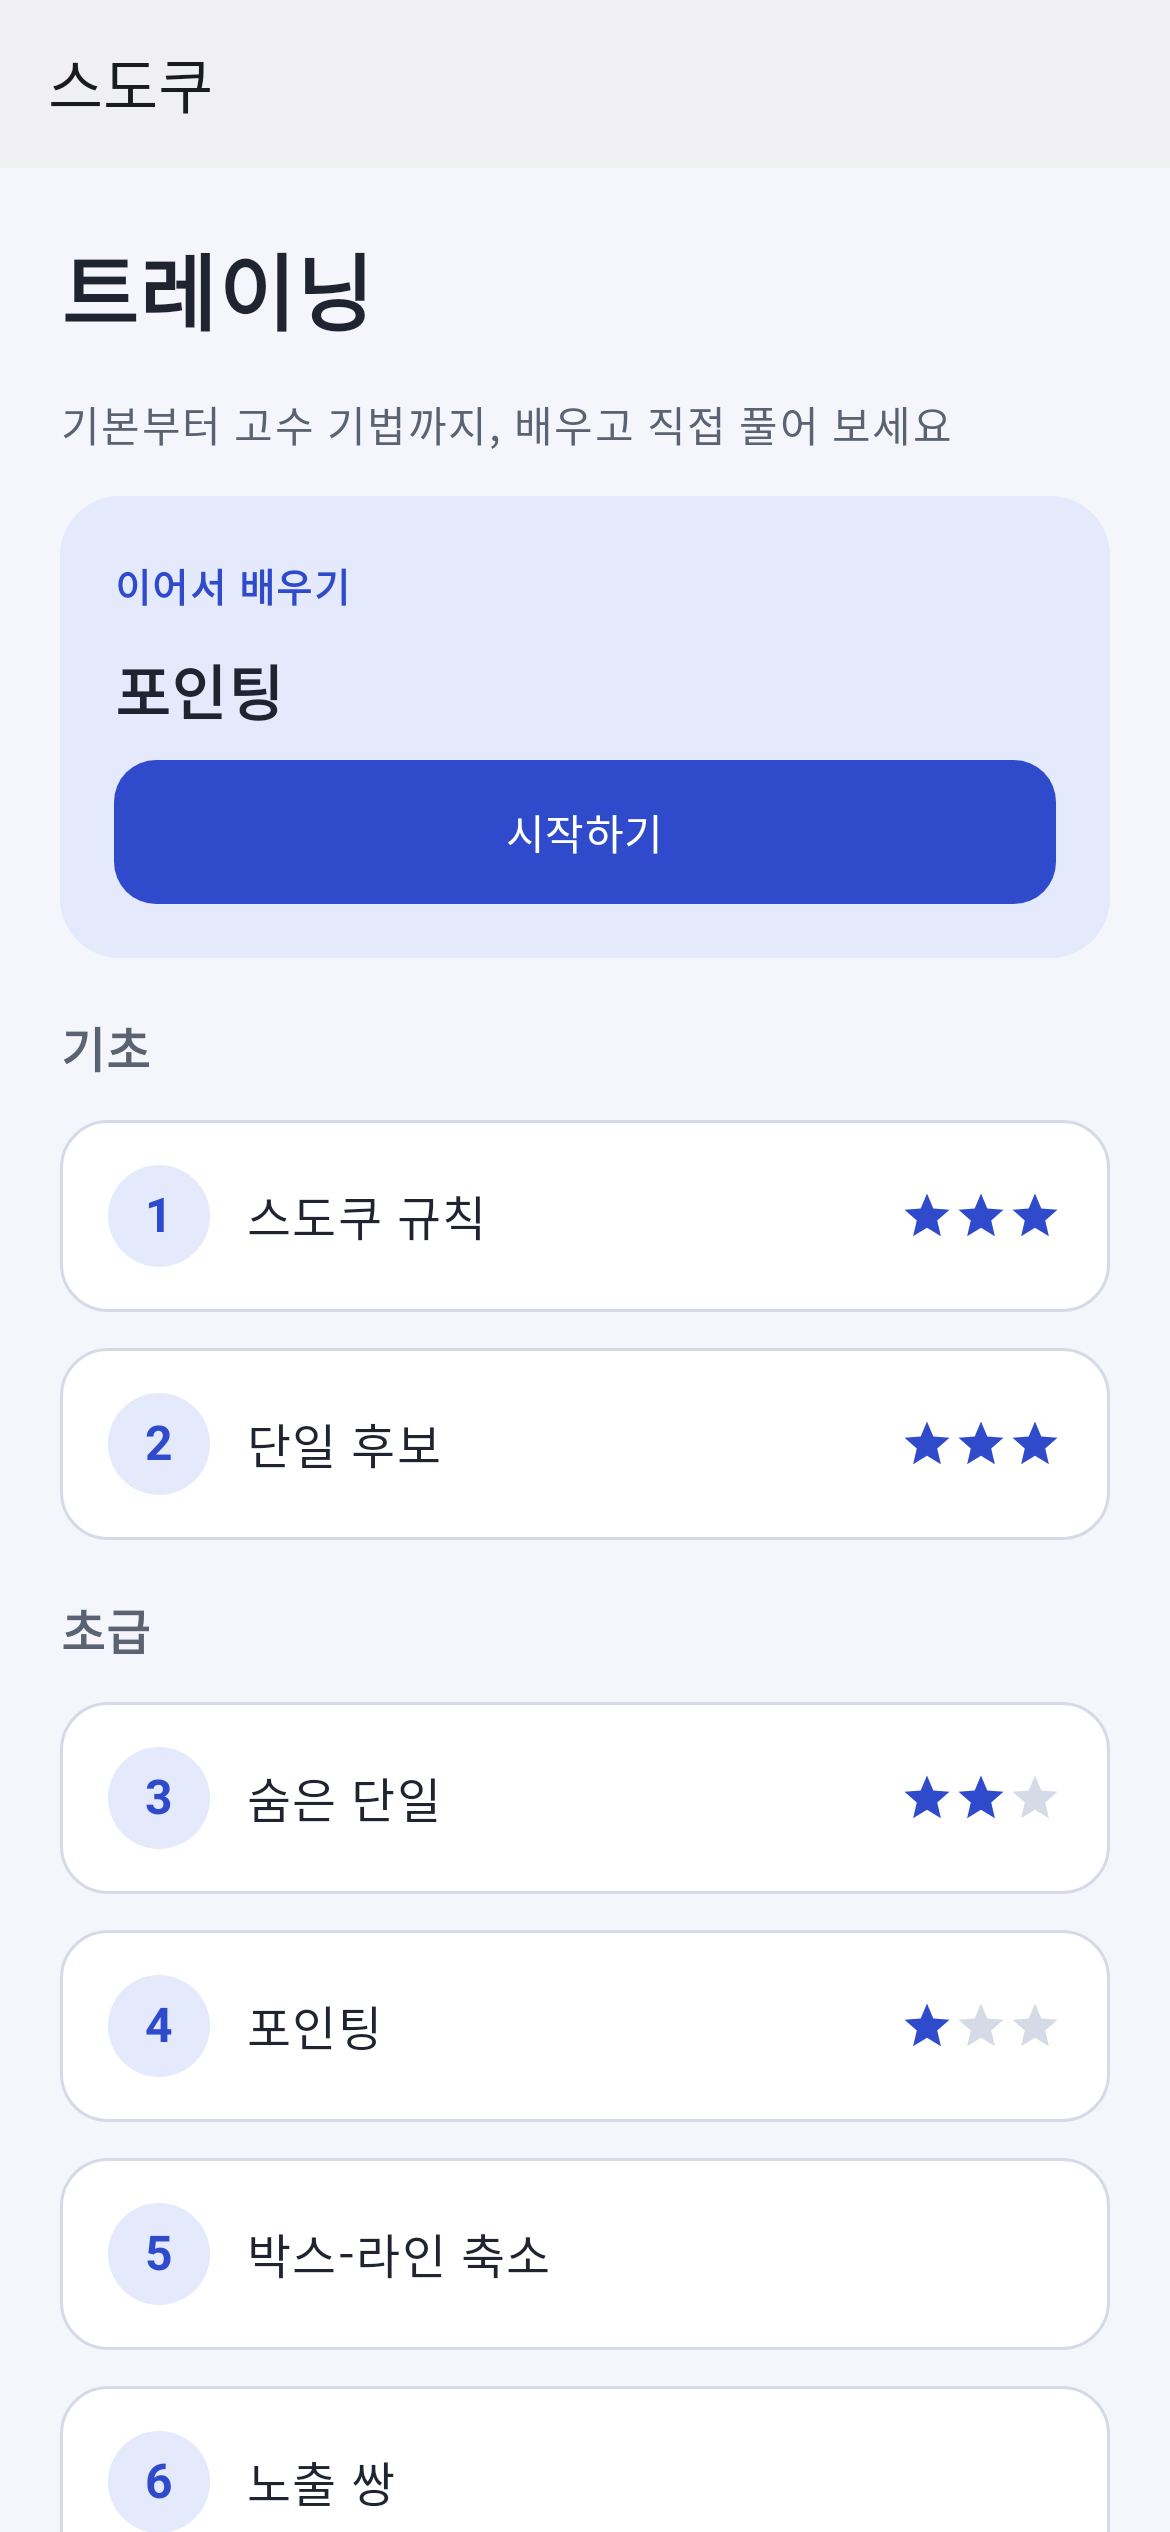 스도쿠
트레이닝
기본부터 고수 기법까지, 배우고 직접 풀어 보세요
이어서 배우기
포인팅
시작하기
기초
1 스도쿠 규칙
2 단일 후보
초급
3 숨은 단일
4 포인팅
5 박스-라인 축소
6 노출 쌍